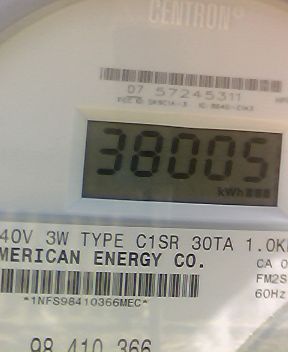 CENTRON®
07 57245311
38005
kWh
40V 3W TYPE C1SR 30TA 1.0K
MERICAN ENERGY CO.
CA 0
FM2S
*1NFS98410366MEC*
60Hz
98 410 366